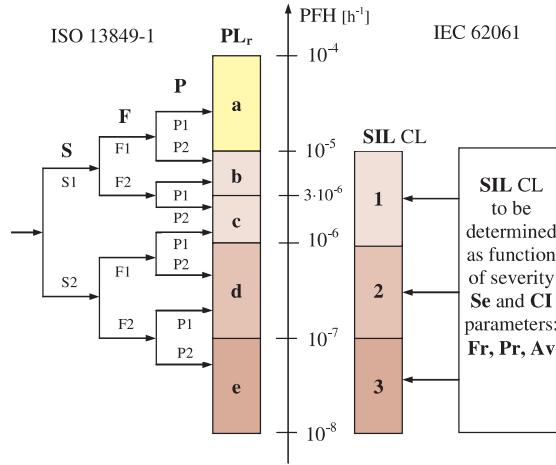 ISO 13849-1
PLr
PFH [h-1]
IEC 62061
10-4
P
a
F
P1
10-5
S
F1
P2
SIL CL
b
S1
F2
P1
3·10-6
1
SIL CL
to be
determined
as function
of severity
Se and CI
parameters:
Fr, Pr, Av
P2
c
10-6
P1
F1
P2
d
2
S2
F2
P1
10-7
P2
e
3
10-8